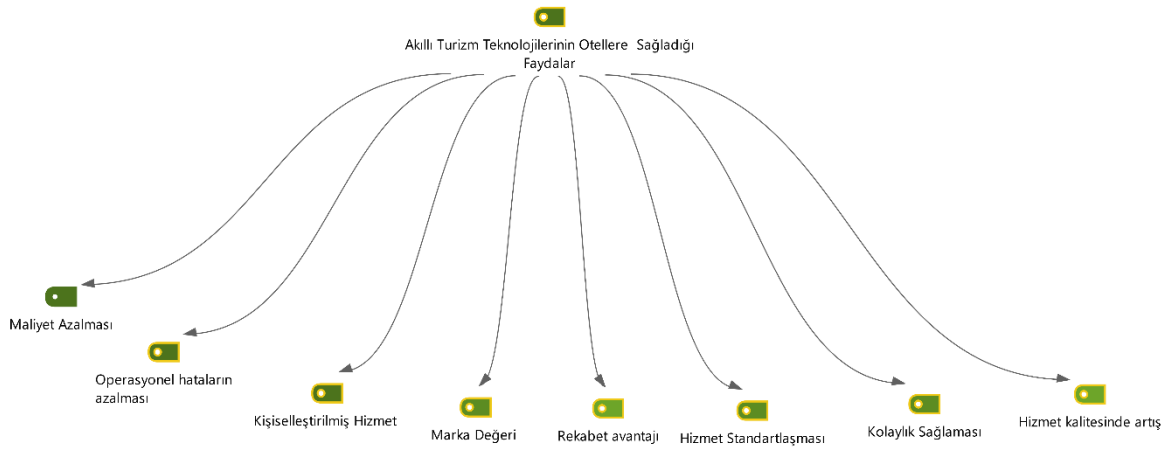 Akıllı Turizm Teknolojilerinin Otellere Sağladığı
Faydalar
Maliyet Azalması
Operasyonel hataların
azalması
Kişiselleştirilmiş Hizmet
Marka Değeri
Rekabet avantajı
Hizmet Standartlaşması
Kolaylık Sağlaması
Hizmet kalitesinde artış